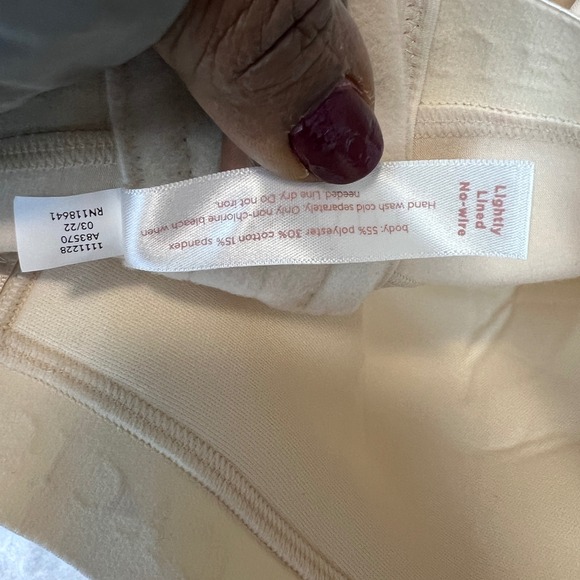 Lightly
Lined
No-wire
body: 55% polyester 30% cotton 15% spandex
Hand wash cold separately. Only non-chlorine bleach when
needed. Line dry. Do not iron.
1111228
A83570
03/22
RN118641